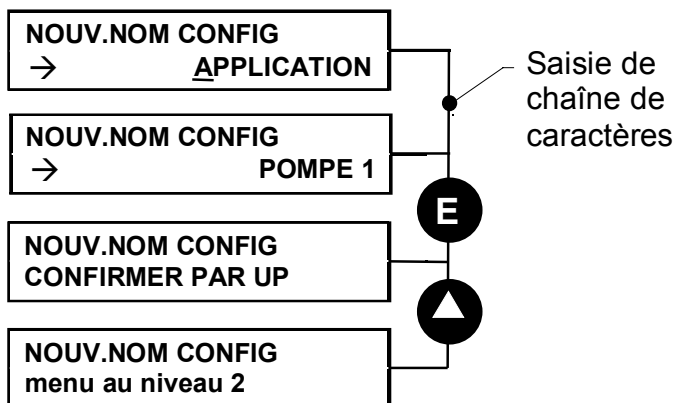 NOUV.NOM CONFIG
→ APPLICATION
Saisie de
chaîne de
caractères
NOUV.NOM CONFIG
→ POMPE 1
E
NOUV.NOM CONFIG
CONFIRMER PAR UP
NOUV.NOM CONFIG
menu au niveau 2